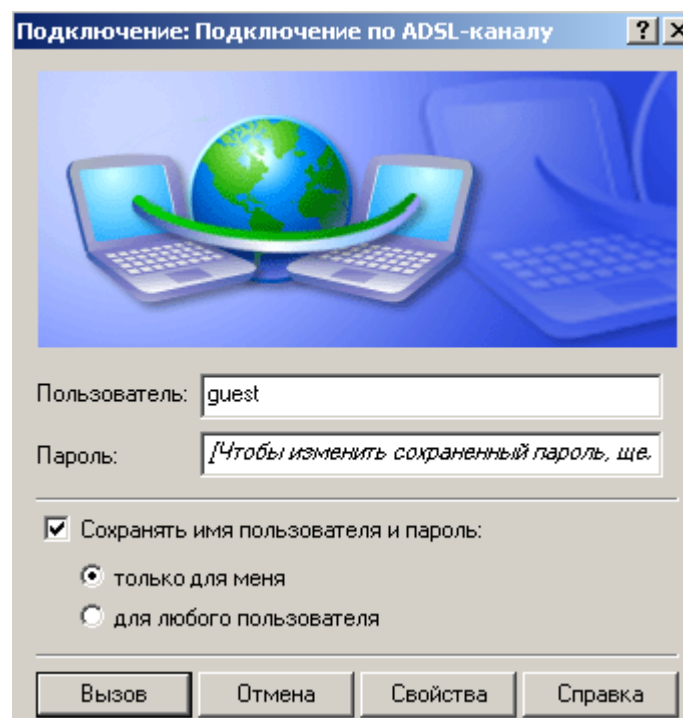 Подключение: Подключение по ADSL-каналу
Пользователь: guest
Пароль: [Чтобы изменить сохраненный пароль, ще.
Сохранять имя пользователя и пароль:
только для меня
для любого пользователя
Вызов Отмена Свойства Справка